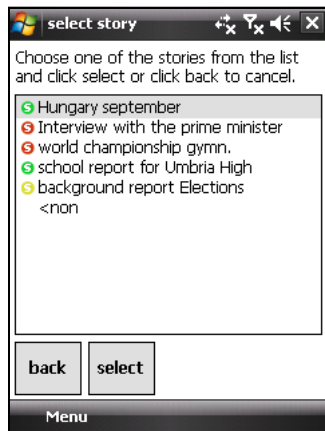 select story
Choose one of the stories from the list
and click select or click back to cancel.
Hungary september
Interview with the prime minister
world championship gymn.
school report for Umbria High
background report Elections
<non
back select
Menu